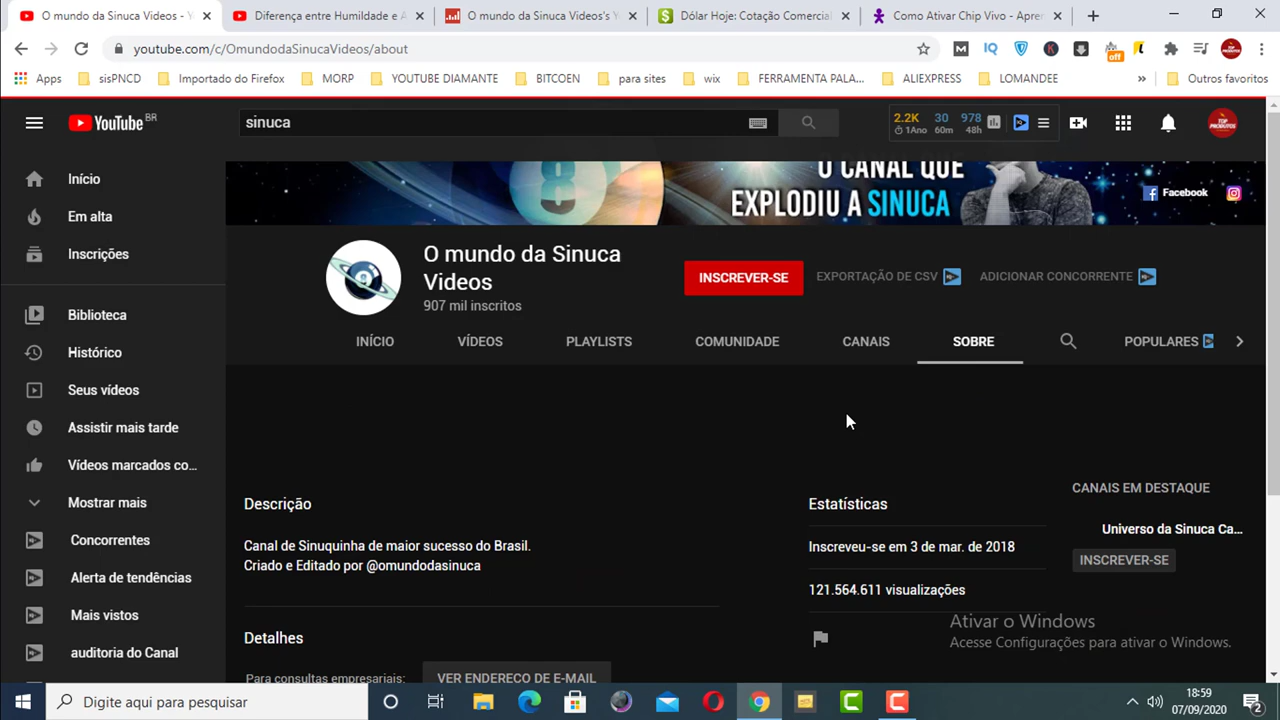 O mundo da Sinuca Videos - Y
Diferença entre Humildade e A
O mundo da Sinuca Videos's Yo
Dólar Hoje: Cotação Comercial
Como Ativar Chip Vivo - Apren
youtube.com/c/OmundodaSinucaVideos/about
off
Apps
sisPNCD
Importado do Firefox
MORP
YOUTUBE DIAMANTE
BITCOEN
para sites
wix
FERRAMENTA PALA...
ALIEXPRESS
LOMANDEE
»
Outros favoritos
YouTube BR
sinuca
2.2K 30 978
1Ano 60m 48h
TOP PRODUTOS
Início
Em alta
Inscrições
Biblioteca
Histórico
Seus vídeos
Assistir mais tarde
Vídeos marcados co...
Mostrar mais
Concorrentes
Alerta de tendências
Mais vistos
auditoria do Canal
8
O CANAL QUE
EXPLODIU A SINUCA
Facebook
O mundo da Sinuca
Videos
907 mil inscritos
INSCREVER-SE
EXPORTAÇÃO DE CSV
ADICIONAR CONCORRENTE
INÍCIO
VÍDEOS
PLAYLISTS
COMUNIDADE
CANAIS
SOBRE
POPULARES
Descrição
Canal de Sinuquinha de maior sucesso do Brasil.
Criado e Editado por @omundodasinuca
Detalhes
Para consultas empresariais:
VER ENDEREÇO DE E-MAIL
Estatísticas
Inscreveu-se em 3 de mar. de 2018
121.564.611 visualizações
CANAIS EM DESTAQUE
Universo da Sinuca Ca...
INSCREVER-SE
Ativar o Windows
Acesse Configurações para ativar o Windows.
Digite aqui para pesquisar
18:59
07/09/2020
2